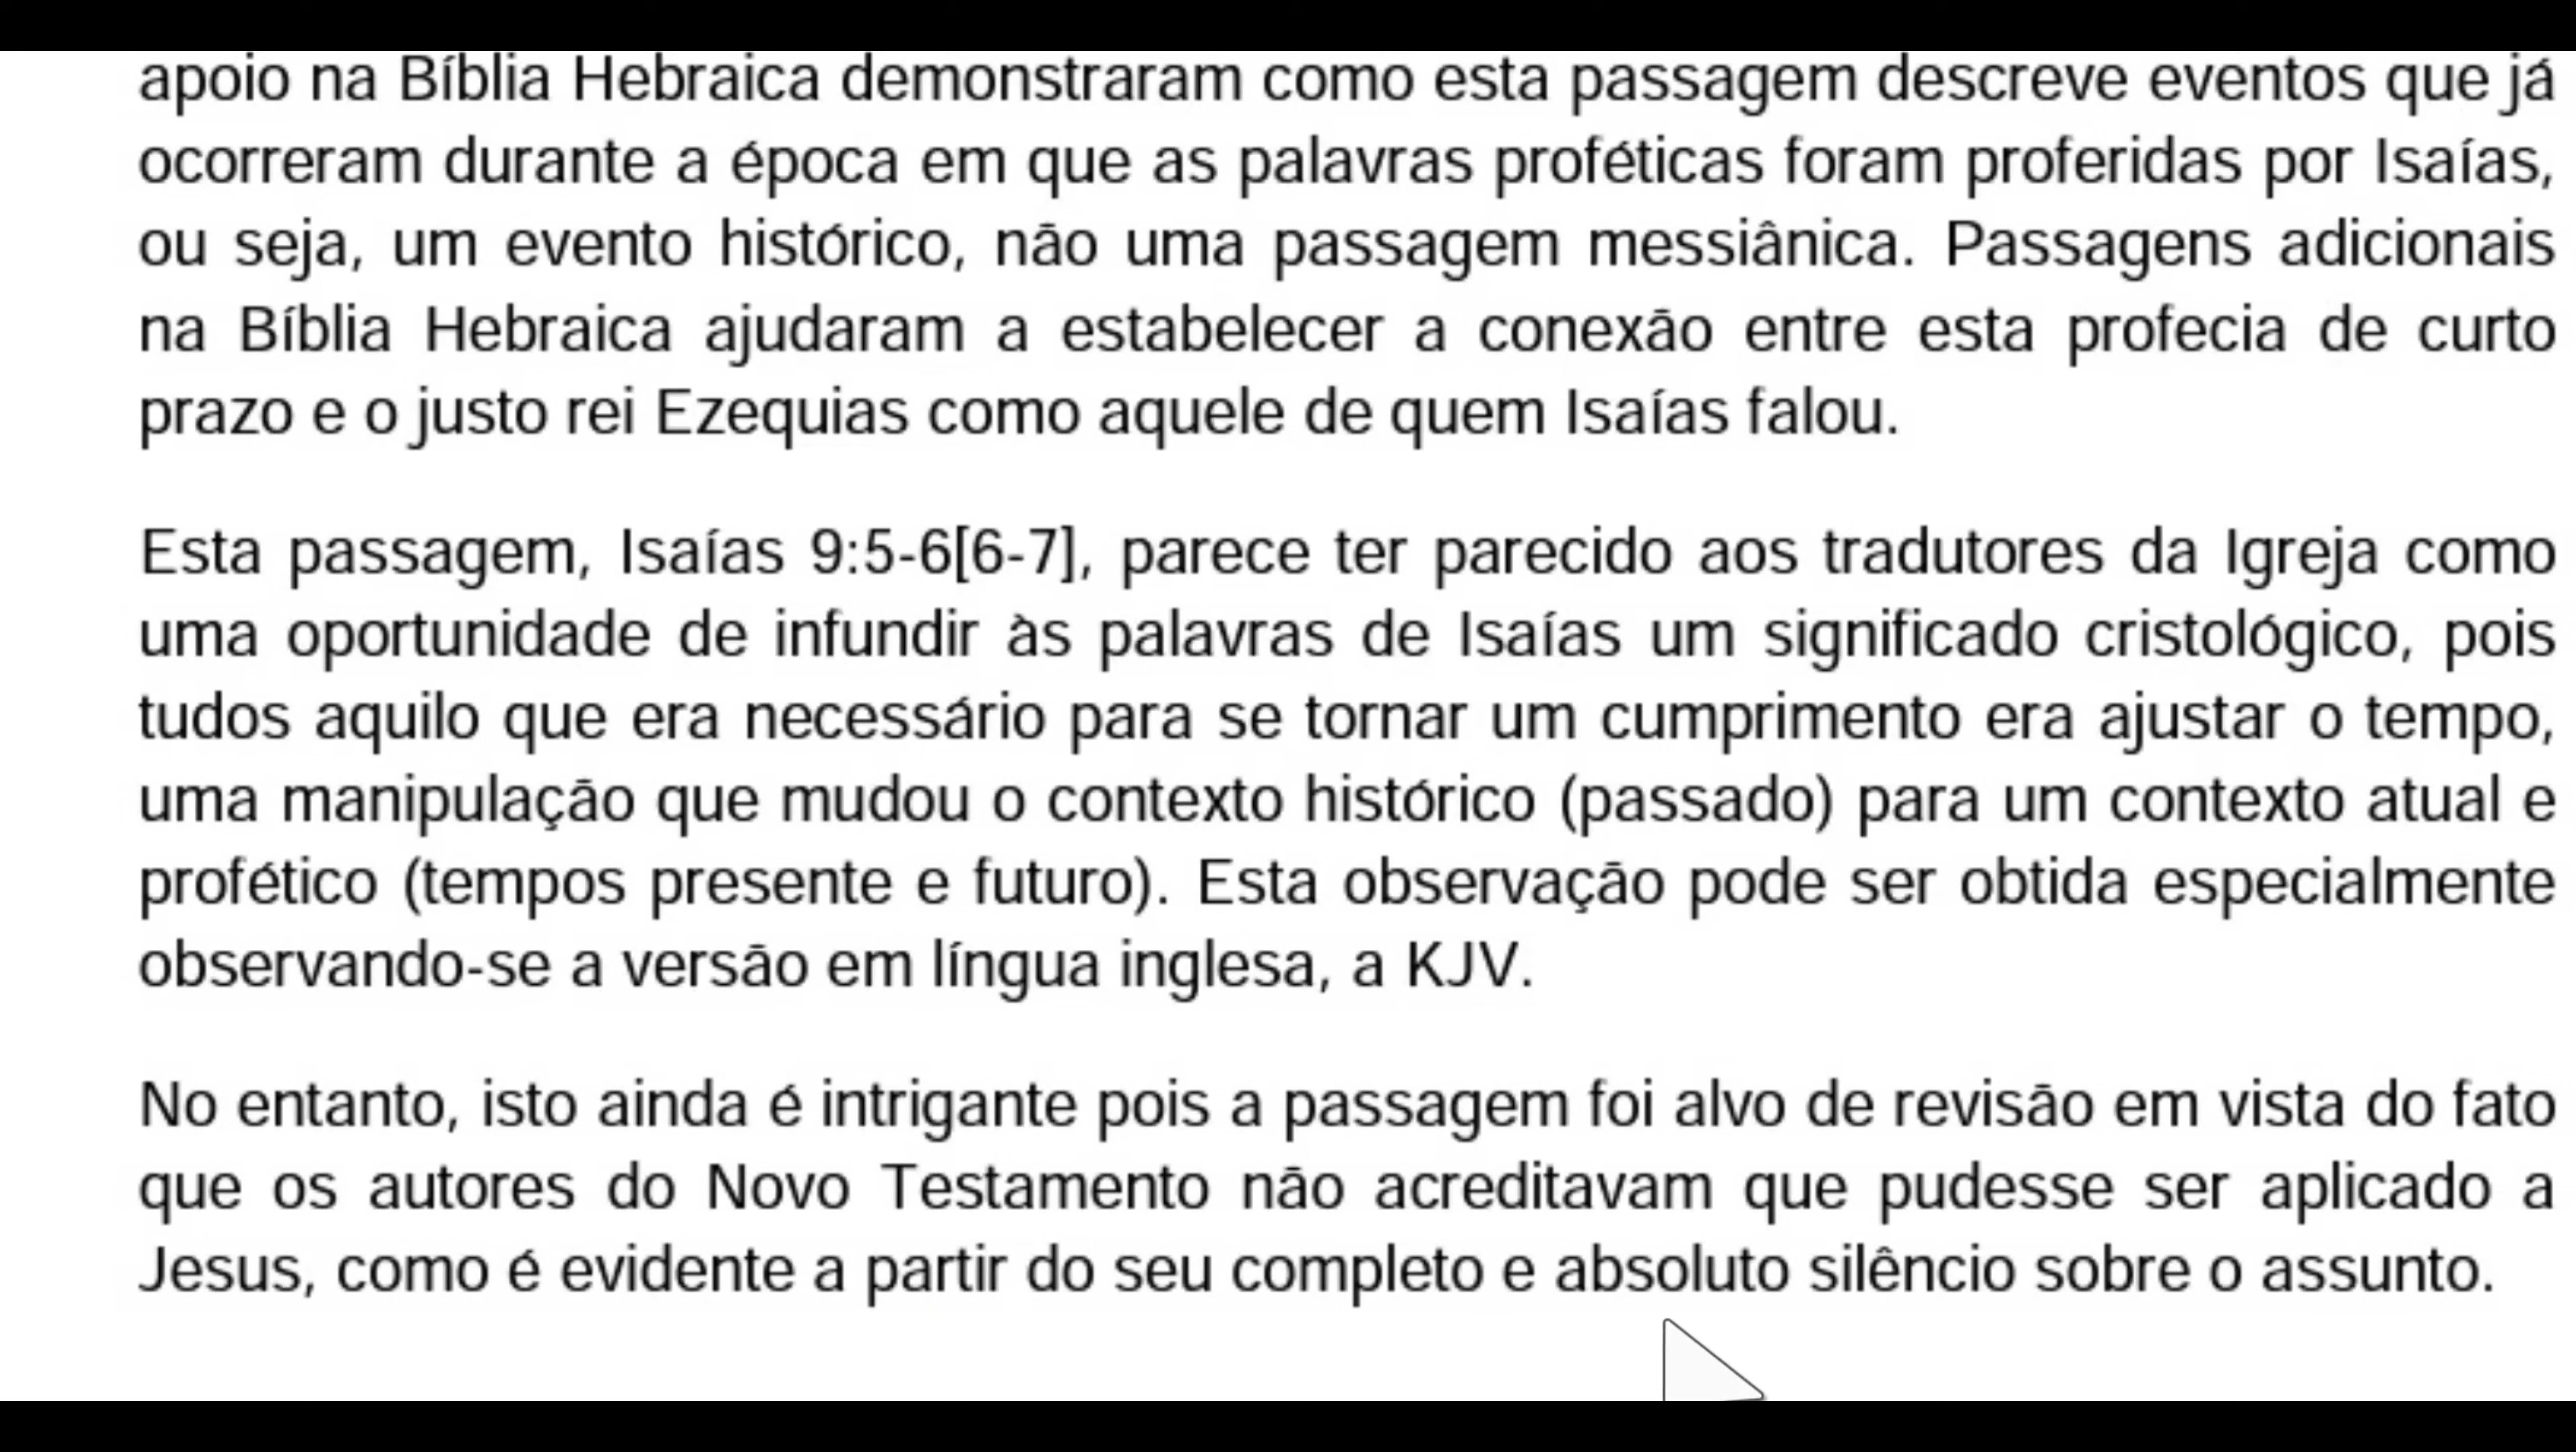 apoio na Bíblia Hebraica demonstraram como esta passagem descreve eventos que já
ocorreram durante a época em que as palavras proféticas foram proferidas por Isaías,
ou seja, um evento histórico, não uma passagem messiânica. Passagens adicionais
na Bíblia Hebraica ajudaram a estabelecer a conexão entre esta profecia de curto
prazo e o justo rei Ezequias como aquele de quem Isaías falou.
Esta passagem, Isaías 9:5-6[6-7], parece ter parecido aos tradutores da Igreja como
uma oportunidade de infundir às palavras de Isaías um significado cristológico, pois
tudos aquilo que era necessário para se tornar um cumprimento era ajustar o tempo,
uma manipulação que mudou o contexto histórico (passado) para um contexto atual e
profético (tempos presente e futuro). Esta observação pode ser obtida especialmente
observando-se a versão em língua inglesa, a KJV.
No entanto, isto ainda é intrigante pois a passagem foi alvo de revisão em vista do fato
que os autores do Novo Testamento não acreditavam que pudesse ser aplicado a
Jesus, como é evidente a partir do seu completo e absoluto silêncio sobre o assunto.